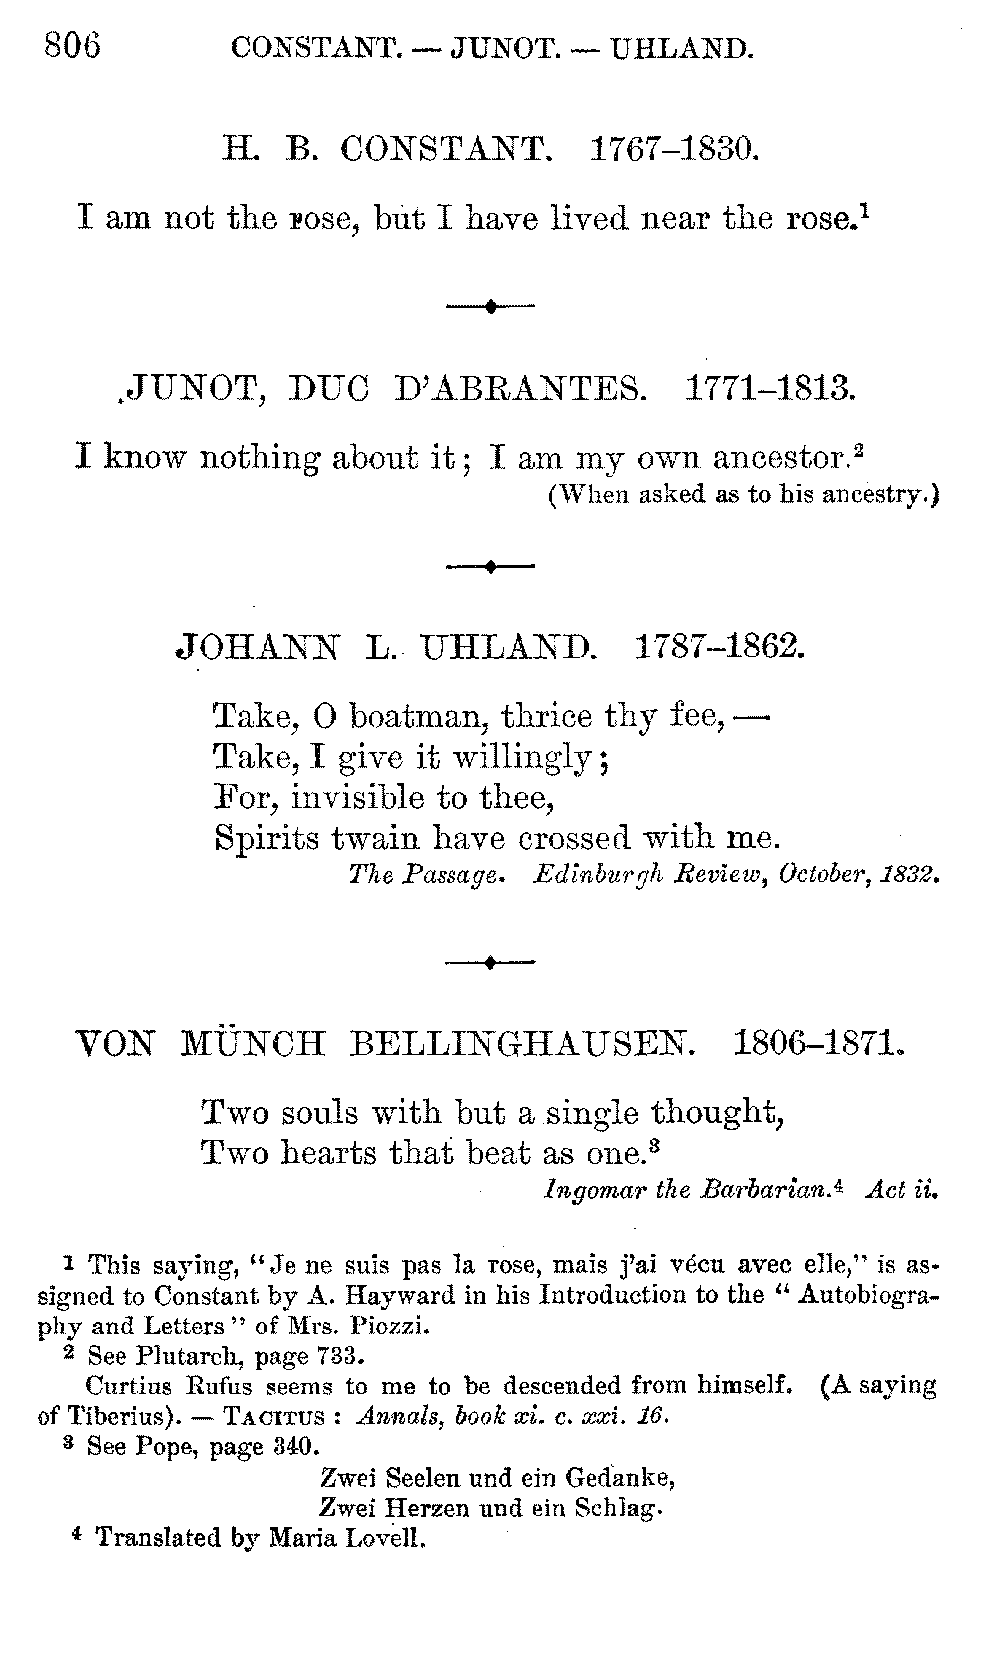 806 CONSTANT. — JUNOT. — UHLAND.
H. B. CONSTANT. 1767–1830.
I am not the rose, but I have lived near the rose.¹
JUNOT, DUC D'ABRANTES. 1771–1813.
I know nothing about it; I am my own ancestor.²
(When asked as to his ancestry.)
JOHANN L. UHLAND. 1787–1862.
Take, O boatman, thrice thy fee, —
Take, I give it willingly;
For, invisible to thee,
Spirits twain have crossed with me.
The Passage. Edinburgh Review, October, 1832.
VON MÜNCH BELLINGHAUSEN. 1806–1871.
Two souls with but a single thought,
Two hearts that beat as one.³
Ingomar the Barbarian.⁴ Act ii.
¹ This saying, "Je ne suis pas la rose, mais j'ai vécu avec elle," is as-
signed to Constant by A. Hayward in his Introduction to the "Autobiogra-
phy and Letters" of Mrs. Piozzi.
² See Plutarch, page 733.
Curtius Rufus seems to me to be descended from himself. (A saying
of Tiberius). — TACITUS: Annals, book xi. c. xxi. 16.
³ See Pope, page 340.
Zwei Seelen und ein Gedanke,
Zwei Herzen und ein Schlag.
⁴ Translated by Maria Lovell.